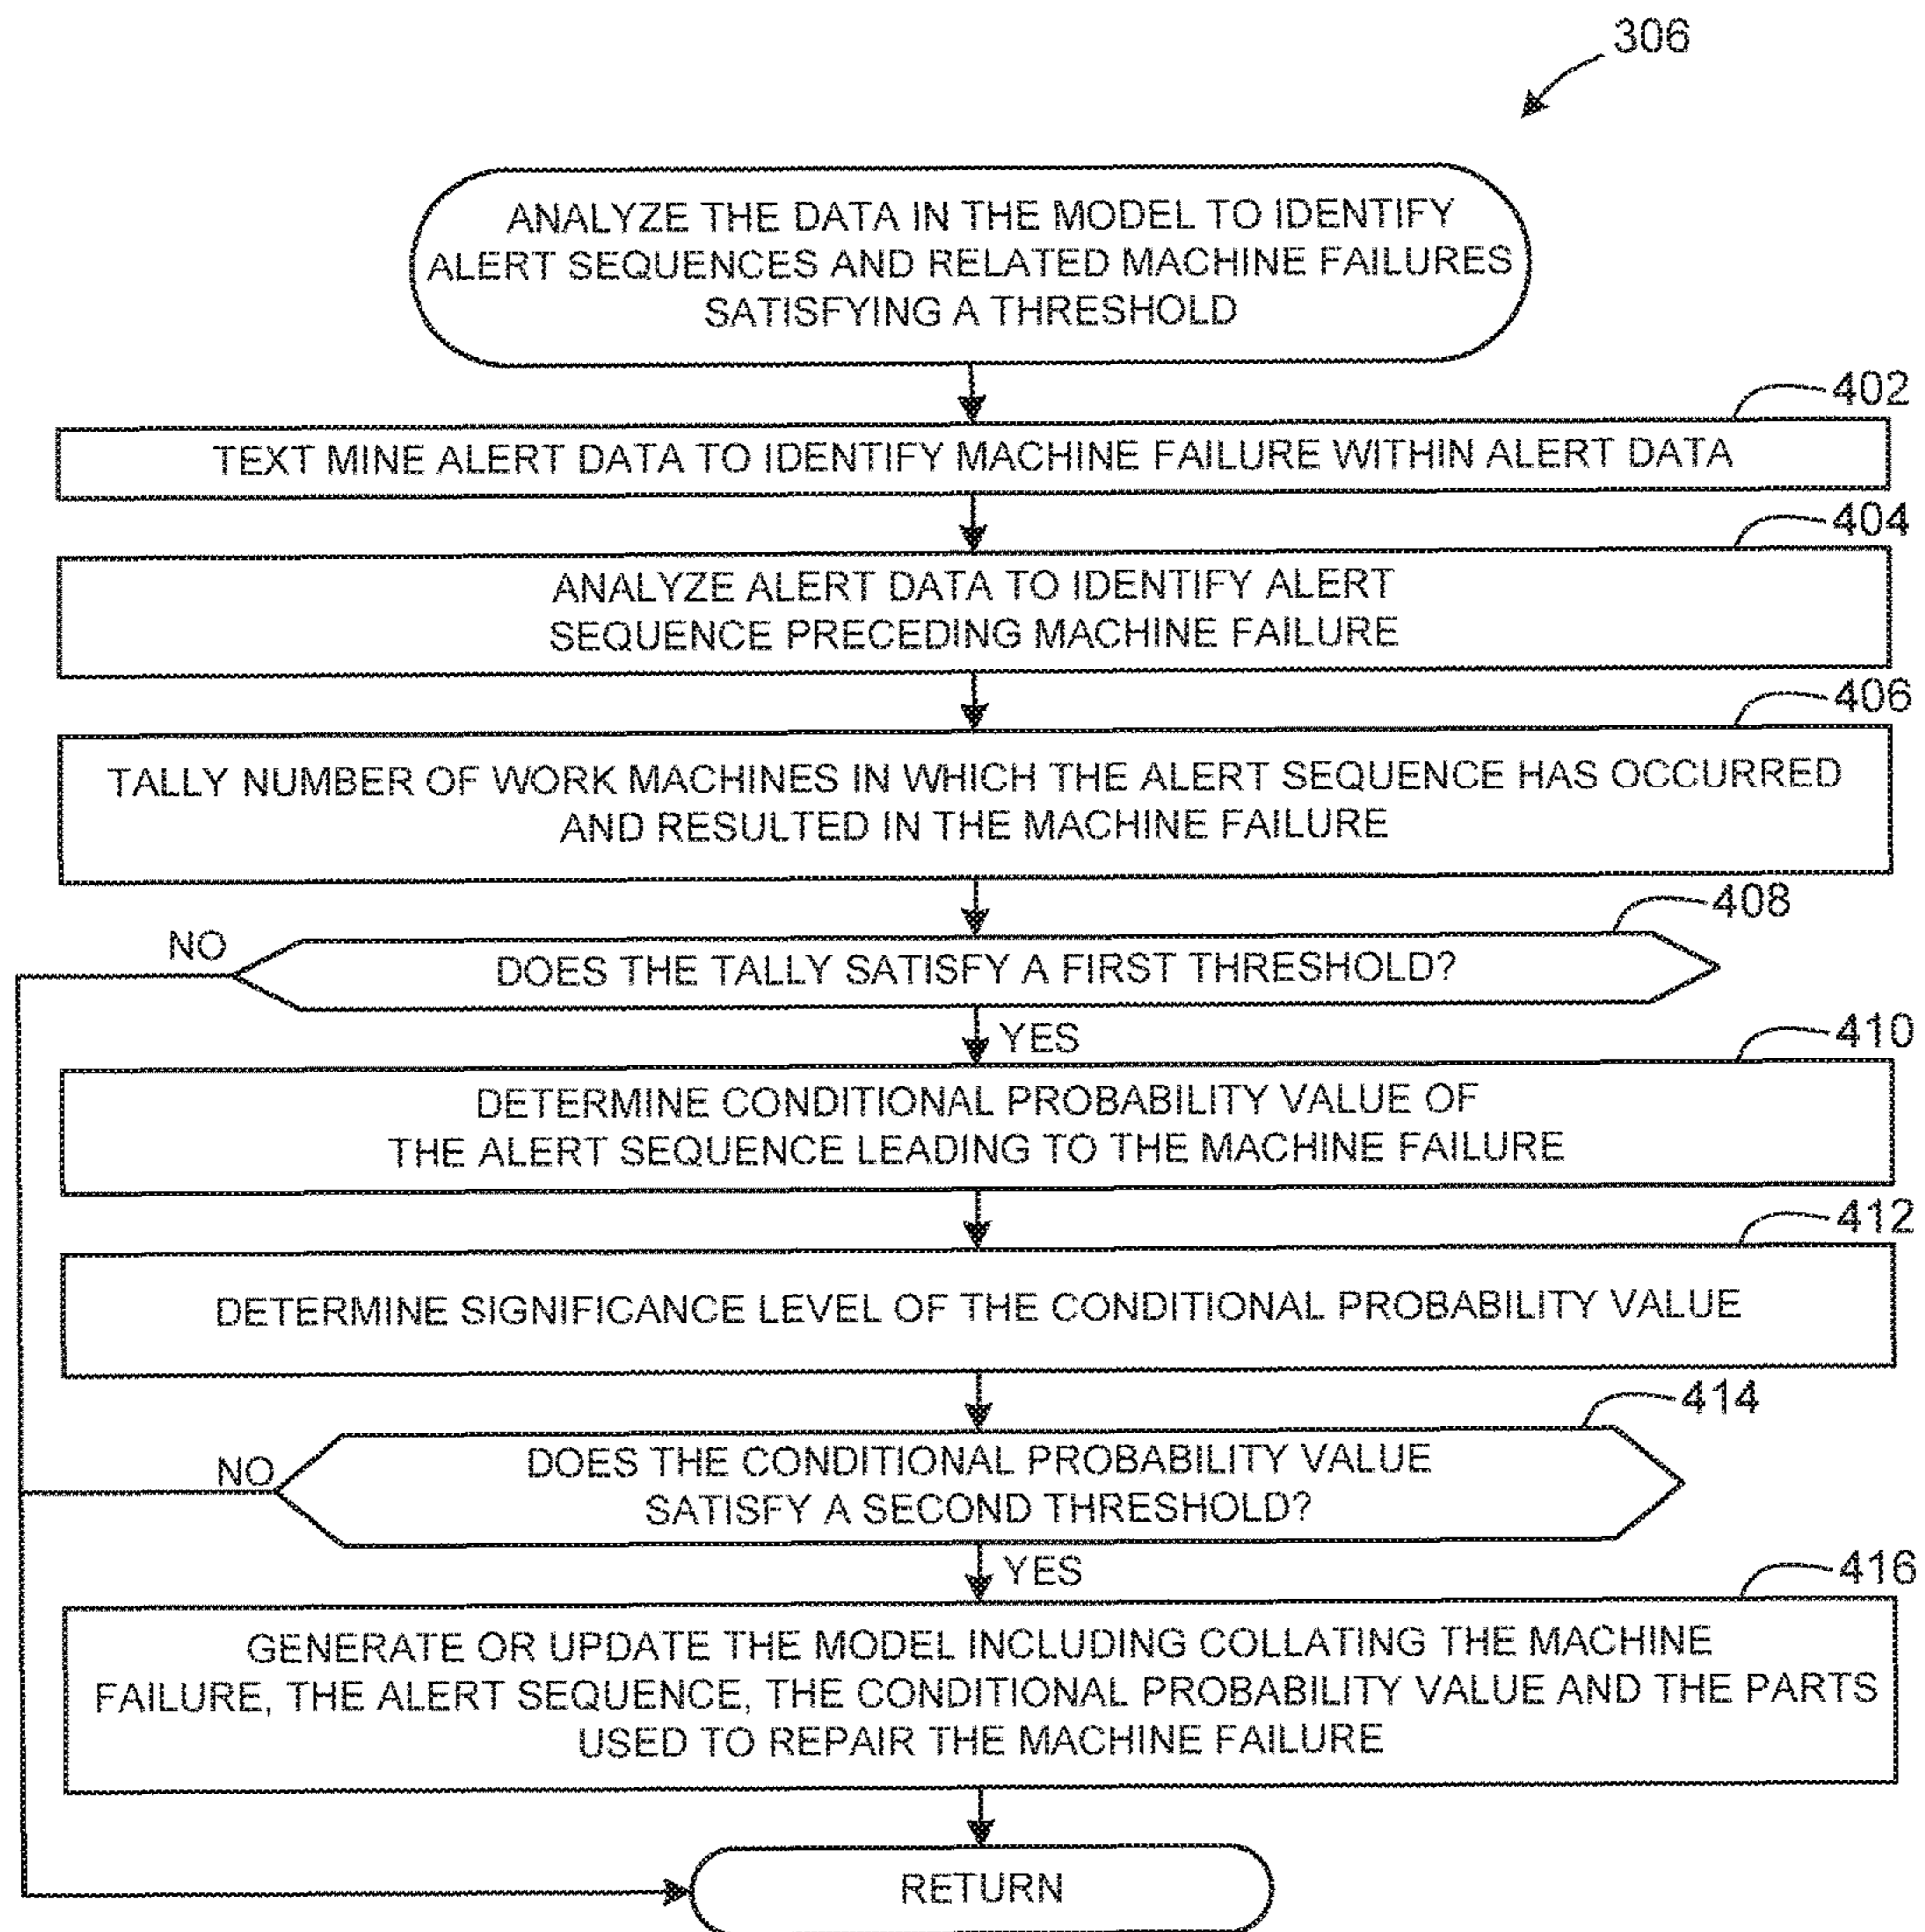 306
ANALYZE THE DATA IN THE MODEL TO IDENTIFY
ALERT SEQUENCES AND RELATED MACHINE FAILURES
SATISFYING A THRESHOLD
402
TEXT MINE ALERT DATA TO IDENTIFY MACHINE FAILURE WITHIN ALERT DATA
404
ANALYZE ALERT DATA TO IDENTIFY ALERT
SEQUENCE PRECEDING MACHINE FAILURE
406
TALLY NUMBER OF WORK MACHINES IN WHICH THE ALERT SEQUENCE HAS OCCURRED
AND RESULTED IN THE MACHINE FAILURE
408
NO
DOES THE TALLY SATISFY A FIRST THRESHOLD?
YES
410
DETERMINE CONDITIONAL PROBABILITY VALUE OF
THE ALERT SEQUENCE LEADING TO THE MACHINE FAILURE
412
DETERMINE SIGNIFICANCE LEVEL OF THE CONDITIONAL PROBABILITY VALUE
414
NO
DOES THE CONDITIONAL PROBABILITY VALUE
SATISFY A SECOND THRESHOLD?
YES
416
GENERATE OR UPDATE THE MODEL INCLUDING COLLATING THE MACHINE
FAILURE, THE ALERT SEQUENCE, THE CONDITIONAL PROBABILITY VALUE AND THE PARTS
USED TO REPAIR THE MACHINE FAILURE
RETURN